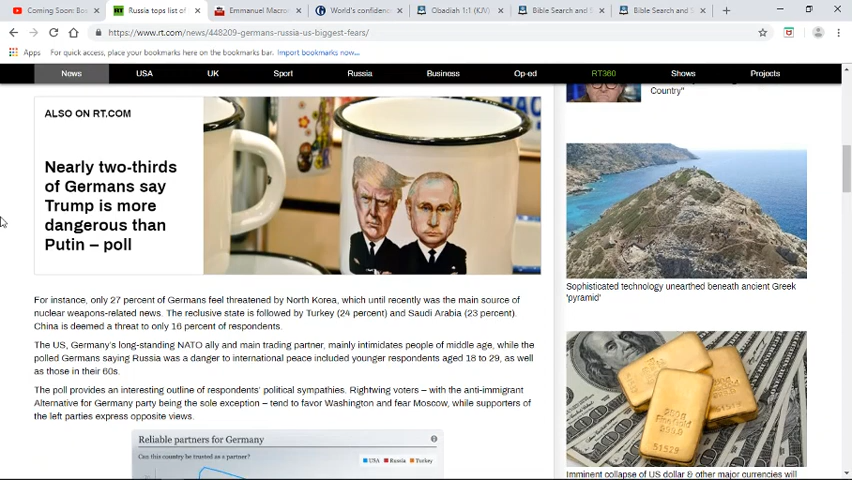 Coming Soon: Bo
Russia tops list of
Emmanuel Macro
World's confidenc
Obadiah 1:1 (KJV)
Bible Search and S
Bible Search and S
https://www.rt.com/news/448209-germans-russia-us-biggest-fears/
Apps For quick access, place your bookmarks here on the bookmarks bar. Import bookmarks now...
News USA UK Sport Russia Business Op-ed RT360 Shows Projects
ALSO ON RT.COM
Nearly two-thirds
of Germans say
Trump is more
dangerous than
Putin – poll
For instance, only 27 percent of Germans feel threatened by North Korea, which until recently was the main source of
nuclear weapons-related news. The reclusive state is followed by Turkey (24 percent) and Saudi Arabia (23 percent).
China is deemed a threat to only 16 percent of respondents.
The US, Germany's long-standing NATO ally and main trading partner, mainly intimidates people of middle age, while the
polled Germans saying Russia was a danger to international peace included younger respondents aged 18 to 29, as well
as those in their 60s.
The poll provides an interesting outline of respondents' political sympathies. Rightwing voters – with the anti-immigrant
Alternative for Germany party being the sole exception – tend to favor Washington and fear Moscow, while supporters of
the left parties express opposite views.
Reliable partners for Germany
Can this country be trusted as a partner?
USA Russia Turkey
Country"
Sophisticated technology unearthed beneath ancient Greek
'pyramid'
Imminent collapse of US dollar & other major currencies will